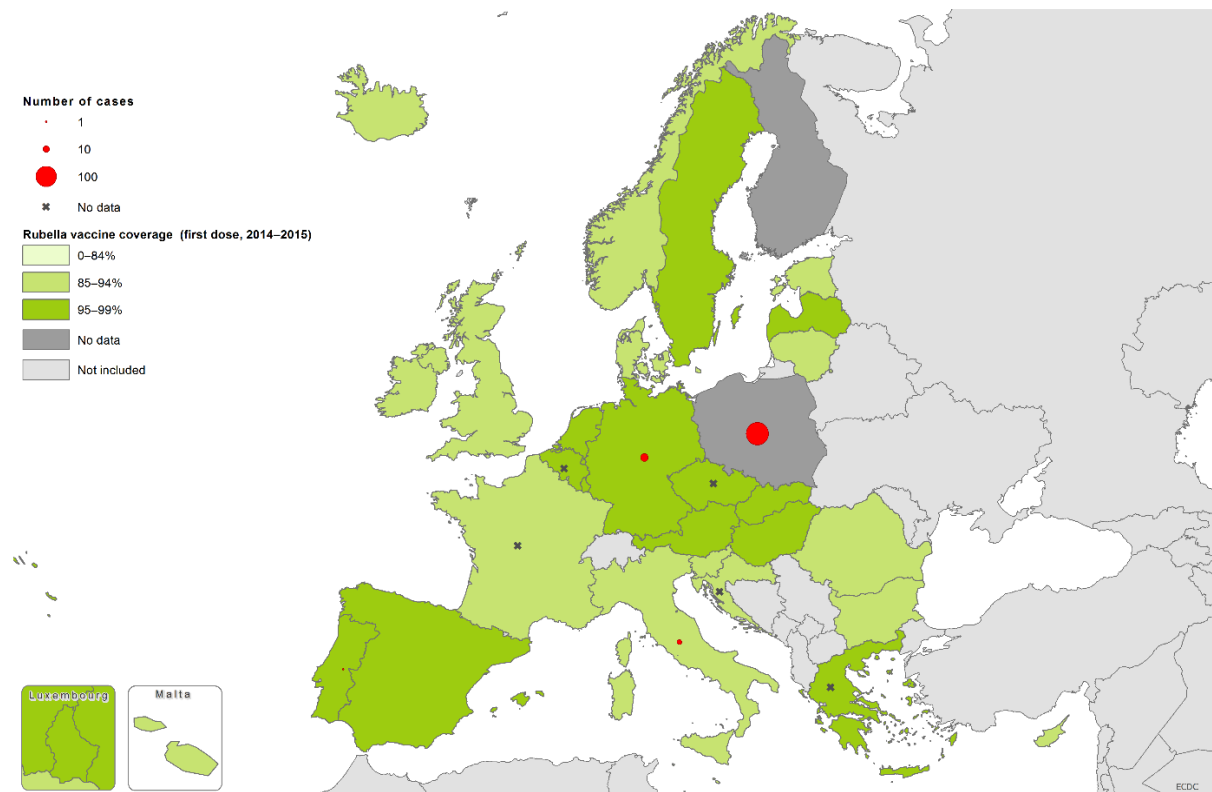 Number of cases
1
10
100
No data
Rubella vaccine coverage (first dose, 2014–2015)
0–84%
85–94%
95–99%
No data
Not included
Luxembourg
Malta
ECDC